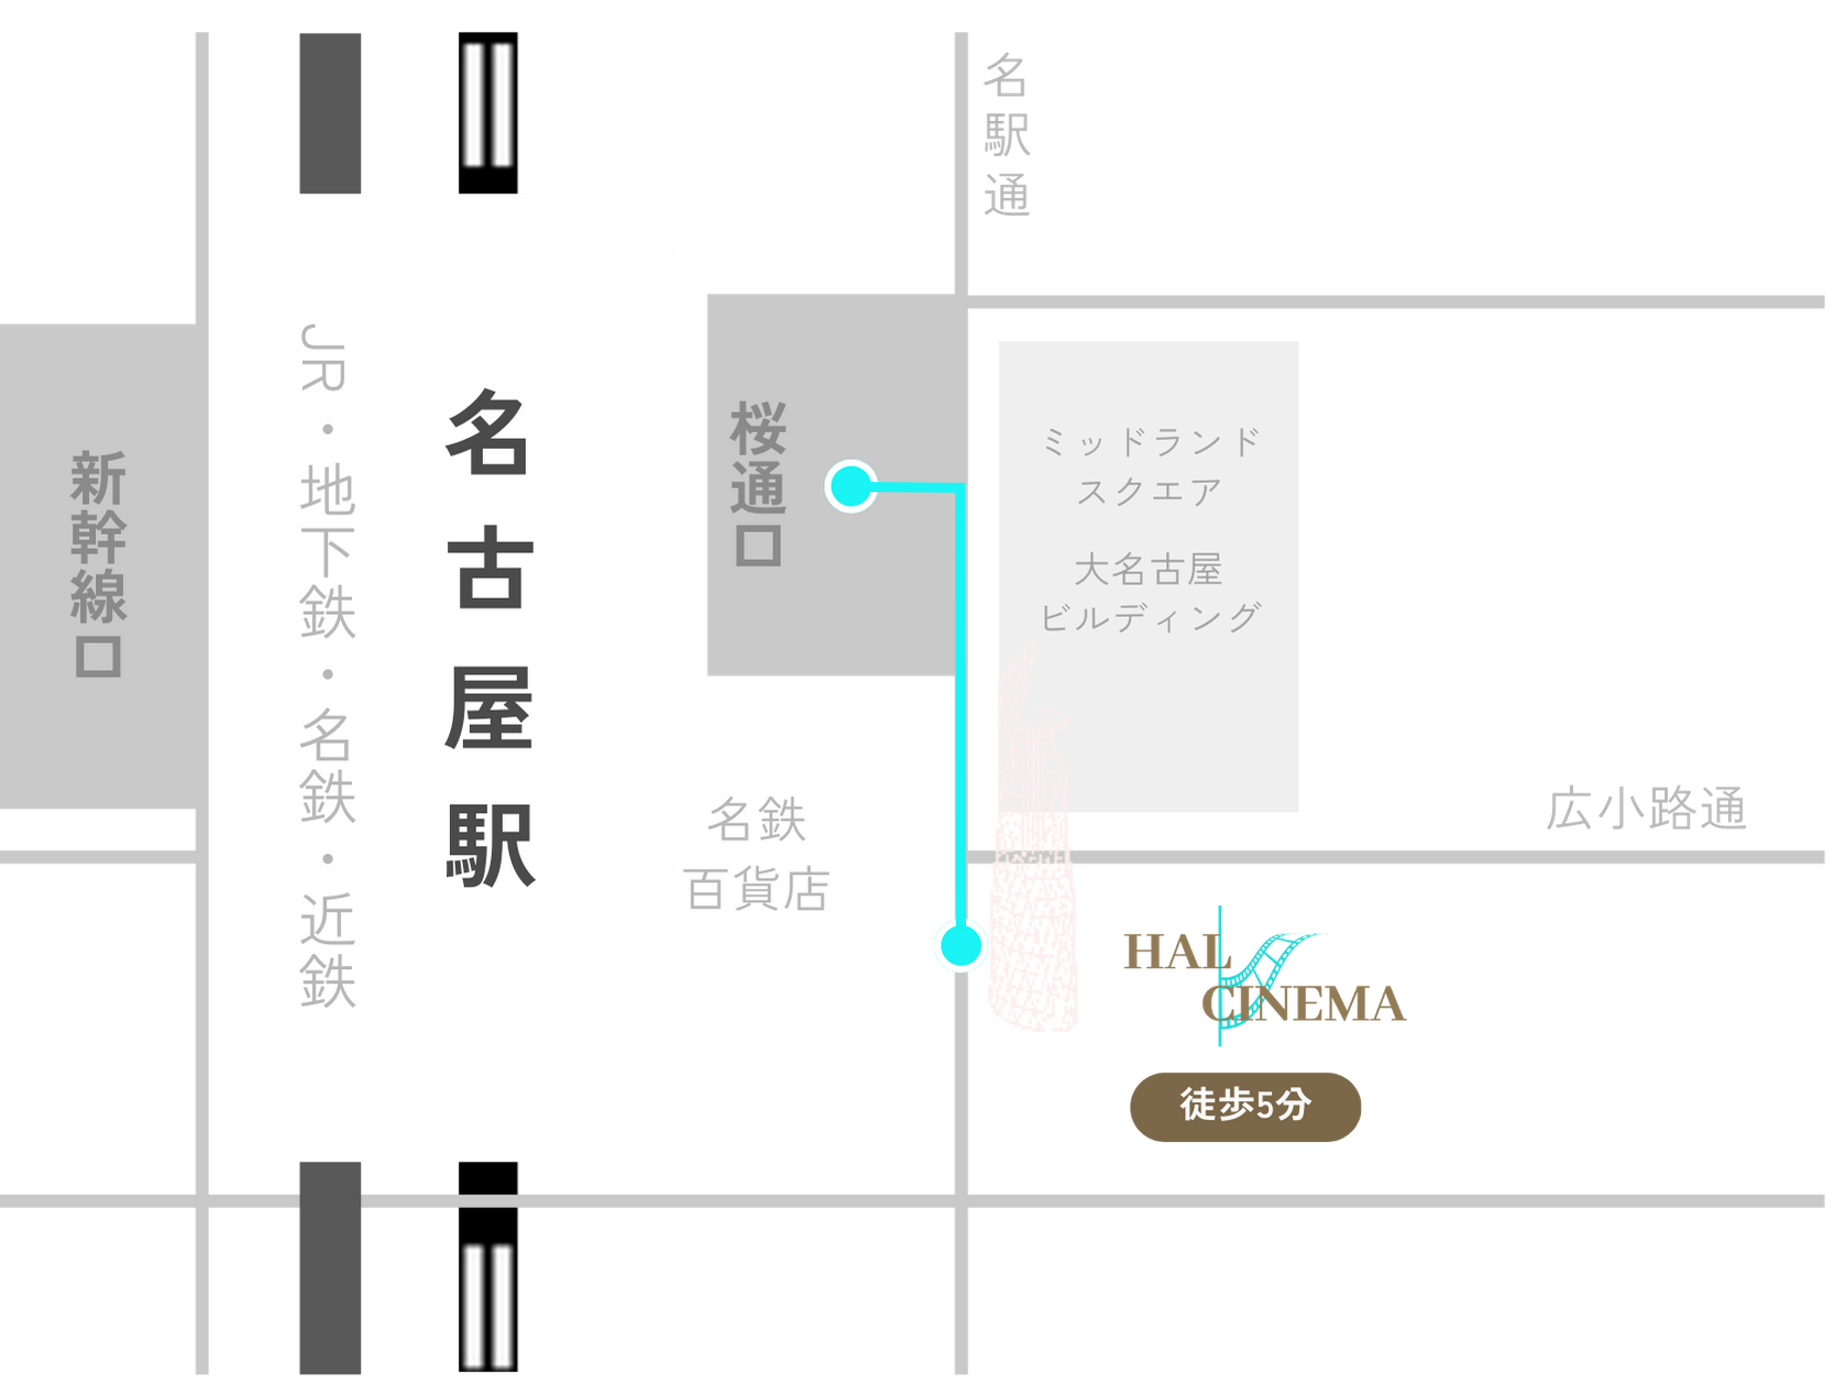 名駅通
新幹線口
JR・地下鉄・名鉄・近鉄
名古屋駅
桜通口
ミッドランド
スクエア
大名古屋
ビルディング
名鉄
百貨店
広小路通
HAL
CINEMA
徒歩5分